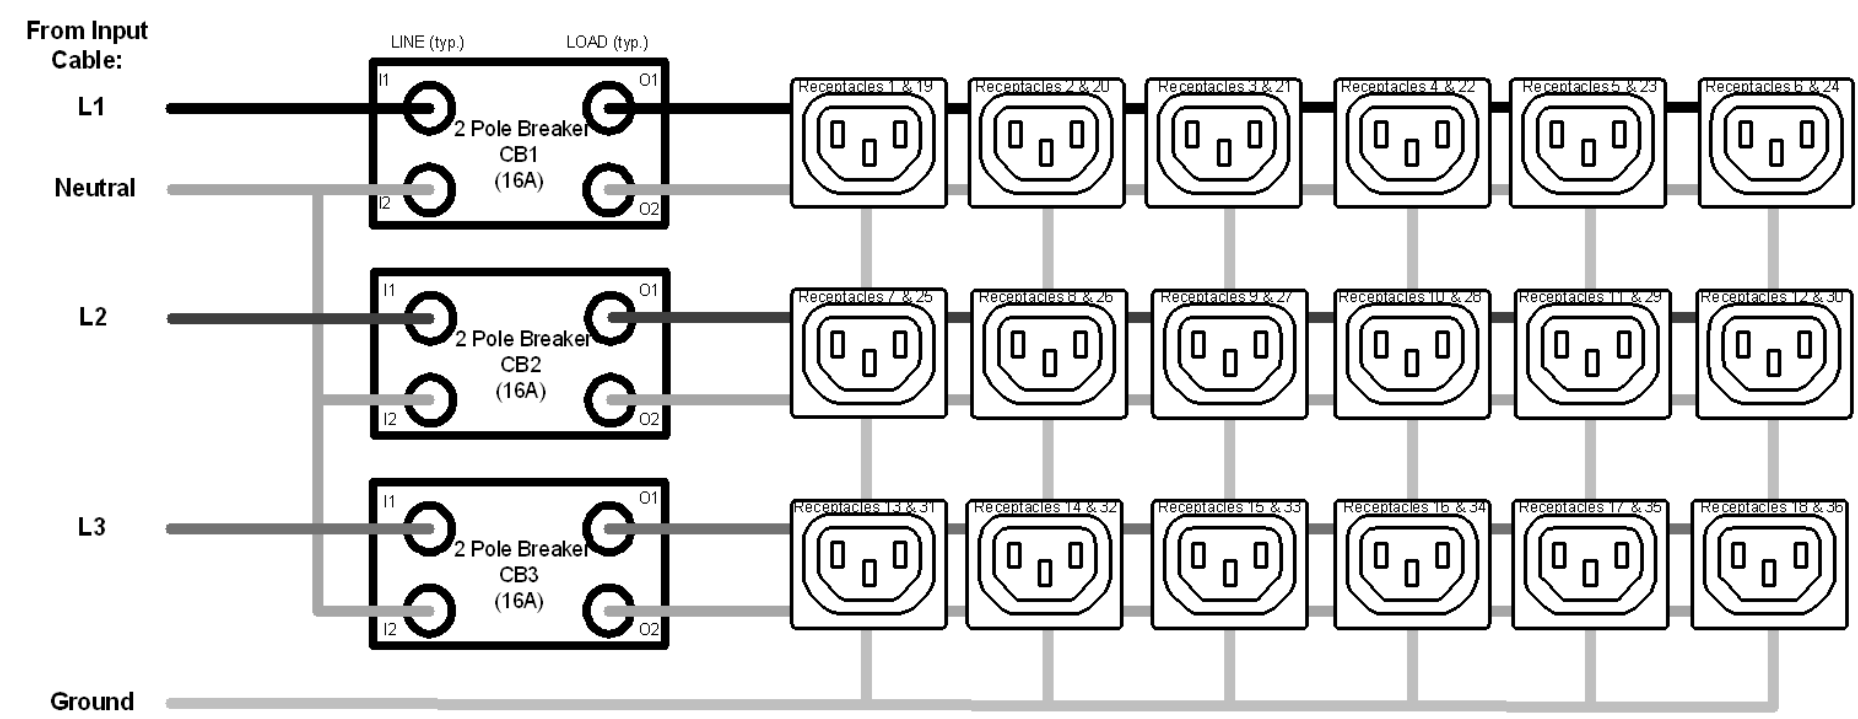 From Input
Cable:
LINE (typ.)
LOAD (typ.)
L1
I1
O1
2 Pole Breaker
CB1
(16A)
Neutral
I2
O2
Receptacles 1 & 19
Receptacles 2 & 20
Receptacles 3 & 21
Receptacles 4 & 22
Receptacles 5 & 23
Receptacles 6 & 24
L2
I1
O1
2 Pole Breaker
CB2
(16A)
I2
O2
Receptacles 7 & 25
Receptacles 8 & 26
Receptacles 9 & 27
Receptacles 10 & 28
Receptacles 11 & 29
Receptacles 12 & 30
L3
I1
O1
2 Pole Breaker
CB3
(16A)
I2
O2
Receptacles 13 & 31
Receptacles 14 & 32
Receptacles 15 & 33
Receptacles 16 & 34
Receptacles 17 & 35
Receptacles 18 & 36
Ground